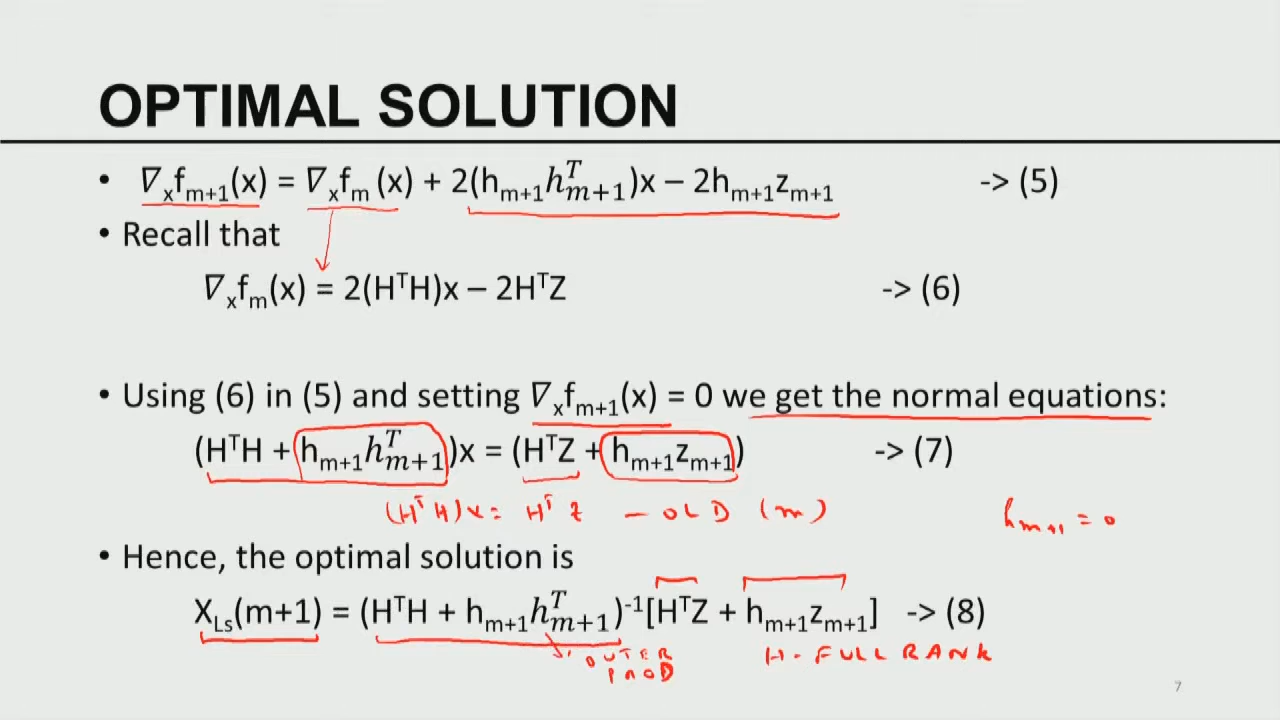 OPTIMAL SOLUTION
• ∇ₓfₘ₊₁(x) = ∇ₓfₘ (x) + 2(hₘ₊₁hᵀₘ₊₁)x – 2hₘ₊₁zₘ₊₁ -> (5)
• Recall that
∇ₓfₘ(x) = 2(HᵀH)x – 2HᵀZ -> (6)
• Using (6) in (5) and setting ∇ₓfₘ₊₁(x) = 0 we get the normal equations:
(HᵀH + hₘ₊₁hᵀₘ₊₁)x = (HᵀZ + hₘ₊₁zₘ₊₁) -> (7)
(HᵀH)x = Hᵀz – OLD (m) hₘ₊₁ = 0
• Hence, the optimal solution is
X_Ls(m+1) = (HᵀH + hₘ₊₁hᵀₘ₊₁)⁻¹[HᵀZ + hₘ₊₁zₘ₊₁] -> (8)
OUTER H - FULL RANK
PROD
7